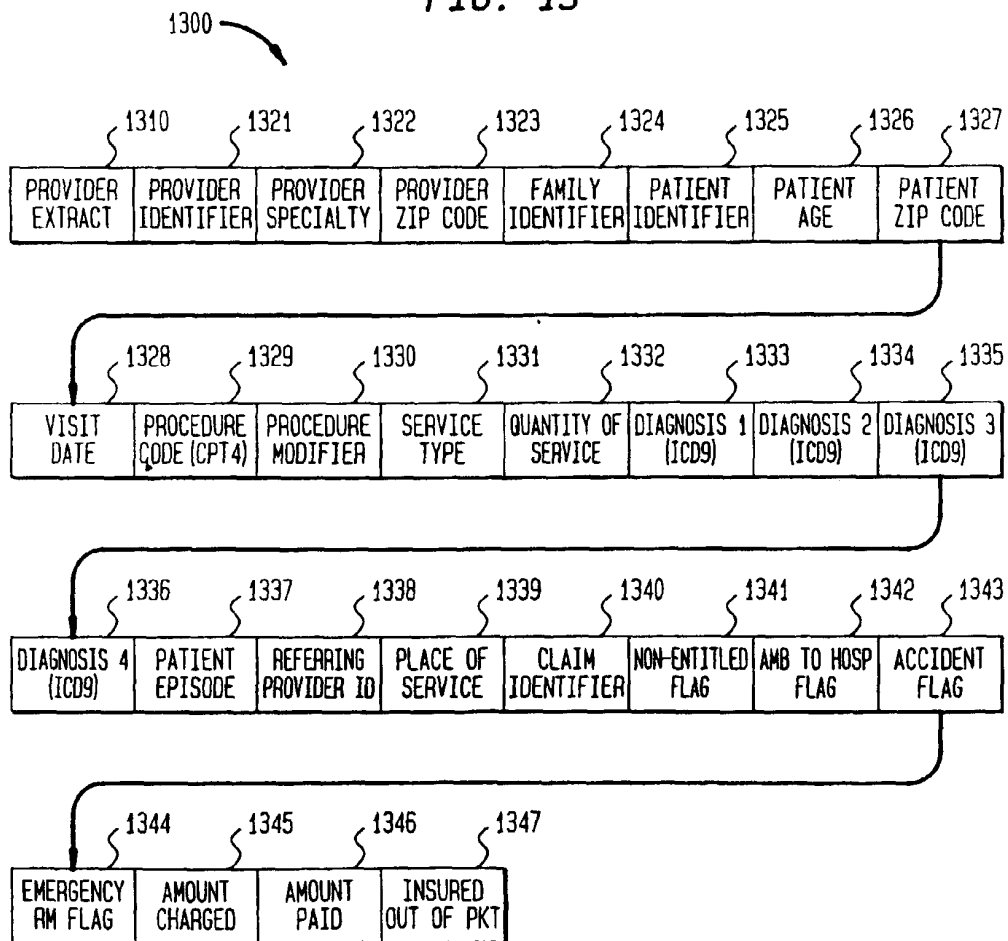 FIG. 13
1300
1310 1321 1322 1323 1324 1325 1326 1327
PROVIDER EXTRACT PROVIDER IDENTIFIER PROVIDER SPECIALTY PROVIDER ZIP CODE FAMILY IDENTIFIER PATIENT IDENTIFIER PATIENT AGE PATIENT ZIP CODE
1328 1329 1330 1331 1332 1333 1334 1335
VISIT DATE PROCEDURE CODE (CPT4) PROCEDURE MODIFIER SERVICE TYPE QUANTITY OF SERVICE DIAGNOSIS 1 (ICD9) DIAGNOSIS 2 (ICD9) DIAGNOSIS 3 (ICD9)
1336 1337 1338 1339 1340 1341 1342 1343
DIAGNOSIS 4 (ICD9) PATIENT EPISODE REFERRING PROVIDER ID PLACE OF SERVICE CLAIM IDENTIFIER NON-ENTITLED FLAG AMB TO HOSP FLAG ACCIDENT FLAG
1344 1345 1346 1347
EMERGENCY RM FLAG AMOUNT CHARGED AMOUNT PAID INSURED OUT OF PKT